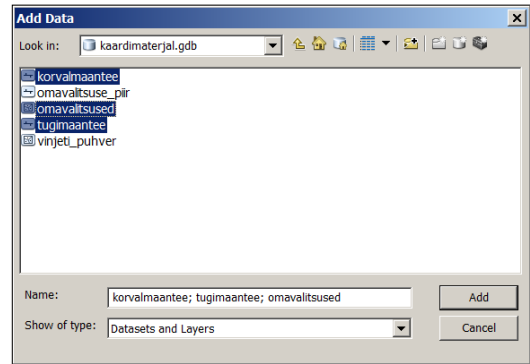 Add Data
Look in: kaardimaterjal.gdb
korvalmaantee
omavalitsuse_piir
omavalitsused
tugimaantee
vinjeti_puhver
Name: korvalmaantee; tugimaantee; omavalitsused Add
Show of type: Datasets and Layers Cancel